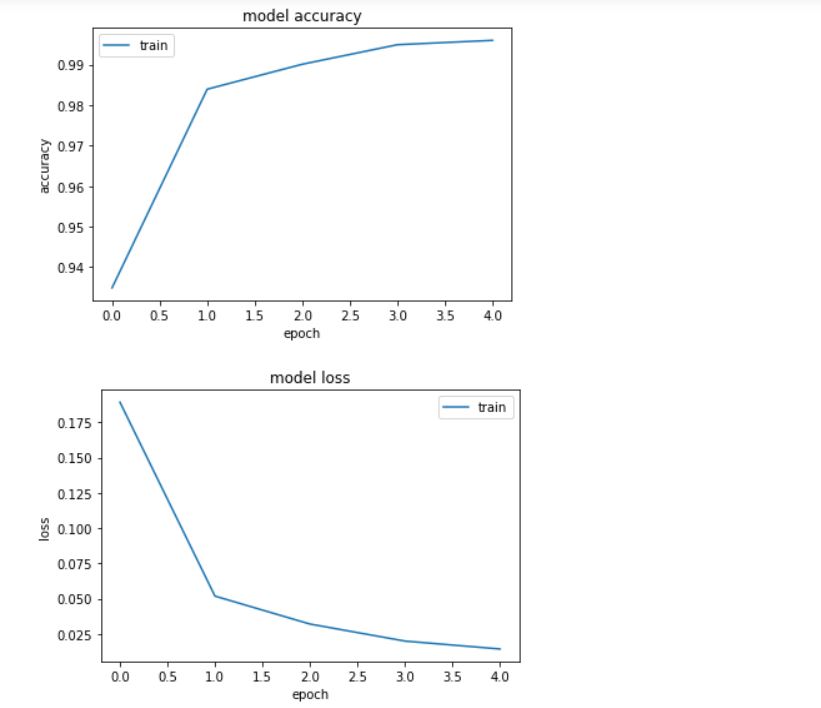 model accuracy
train
0.99
0.98
0.97
0.96
0.95
0.94
accuracy
0.0 0.5 1.0 1.5 2.0 2.5 3.0 3.5 4.0
epoch
model loss
train
0.175
0.150
0.125
0.100
0.075
0.050
0.025
loss
0.0 0.5 1.0 1.5 2.0 2.5 3.0 3.5 4.0
epoch